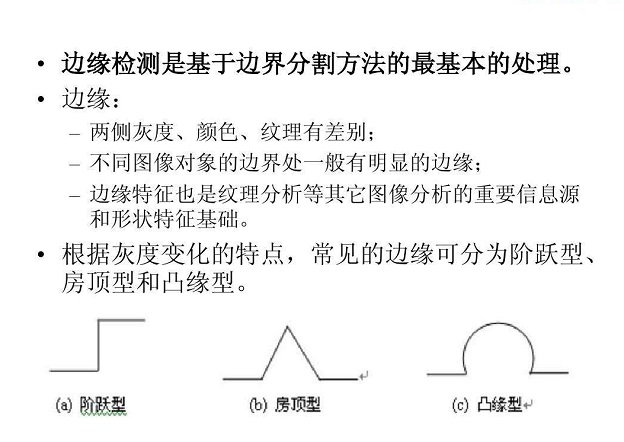 • 边缘检测是基于边界分割方法的最基本的处理。
• 边缘：
– 两侧灰度、颜色、纹理有差别；
– 不同图像对象的边界处一般有明显的边缘；
– 边缘特征也是纹理分析等其它图像分析的重要信息源
和形状特征基础。
• 根据灰度变化的特点，常见的边缘可分为阶跃型、
房顶型和凸缘型。
(a) 阶跃型 (b) 房顶型 (c) 凸缘型